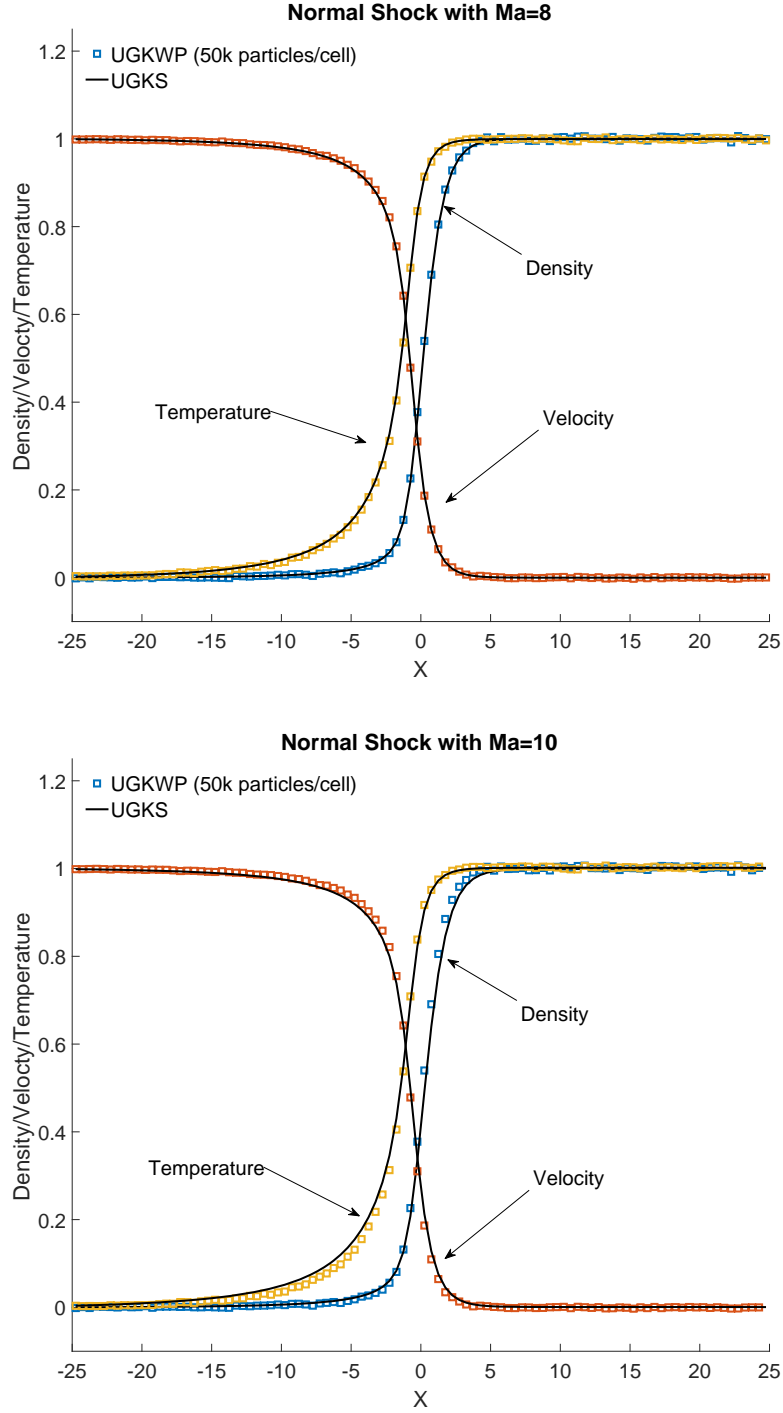 Normal Shock with Ma=8
1.2
UGKWP (50k particles/cell)
UGKS
1
0.8
0.6
0.4
0.2
0
Density/Velocty/Temperature
Density
Temperature
Velocity
-25 -20 -15 -10 -5 0 5 10 15 20 25
X
Normal Shock with Ma=10
1.2
UGKWP (50k particles/cell)
UGKS
1
0.8
0.6
0.4
0.2
0
Density/Velocty/Temperature
Density
Temperature
Velocity
-25 -20 -15 -10 -5 0 5 10 15 20 25
X